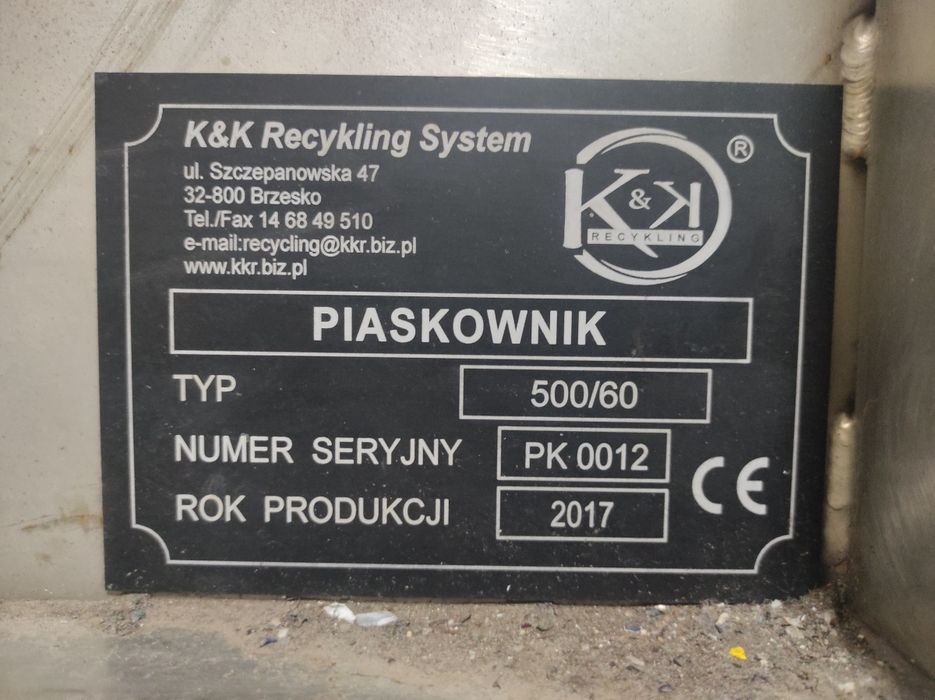 K&K Recykling System
ul. Szczepanowska 47
32-800 Brzesko
Tel./Fax 14 68 49 510
e-mail:recycling@kkr.biz.pl
www.kkr.biz.pl
K&K ®
RECYKLING
PIASKOWNIK
TYP 500/60
NUMER SERYJNY PK 0012
ROK PRODUKCJI 2017
CE